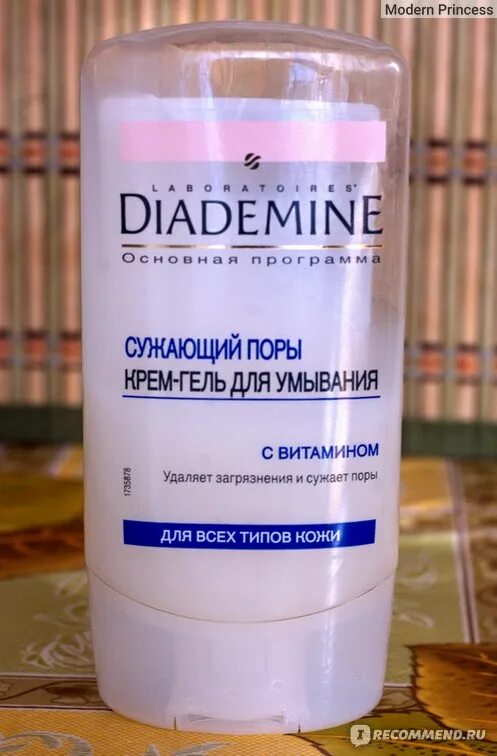 Modern Princess
LABORATOIRES
DIADEMINE
Основная программа
СУЖАЮЩИЙ ПОРЫ
КРЕМ-ГЕЛЬ ДЛЯ УМЫВАНИЯ
С ВИТАМИНОМ
Удаляет загрязнения и сужает поры
1735878
ДЛЯ ВСЕХ ТИПОВ КОЖИ
IRECOMMEND.RU